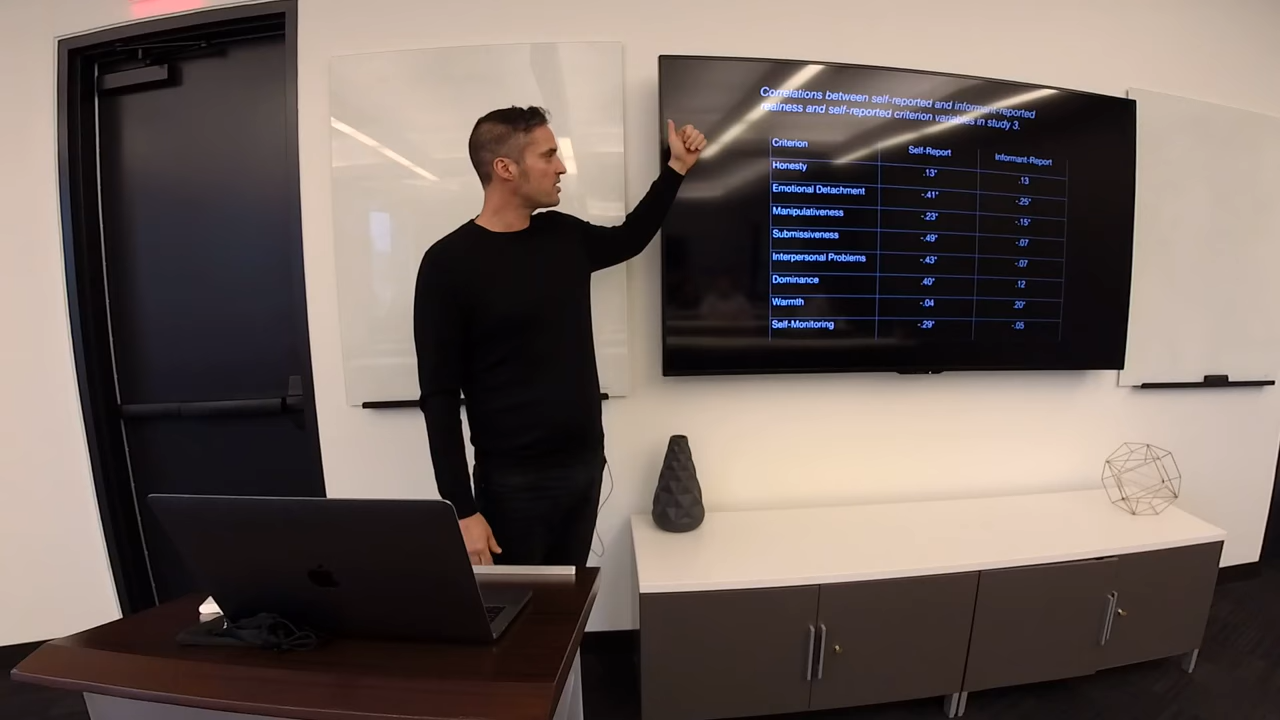 Correlations between self-reported and informant-reported
realness and self-reported criterion variables in study 3.
Criterion Self-Report Informant-Report
Honesty .13* .13
Emotional Detachment -.41* -.25*
Manipulativeness -.23* -.15*
Submissiveness -.49* -.07
Interpersonal Problems -.43* -.07
Dominance .40* .12
Warmth -.04 .20*
Self-Monitoring -.29* -.05